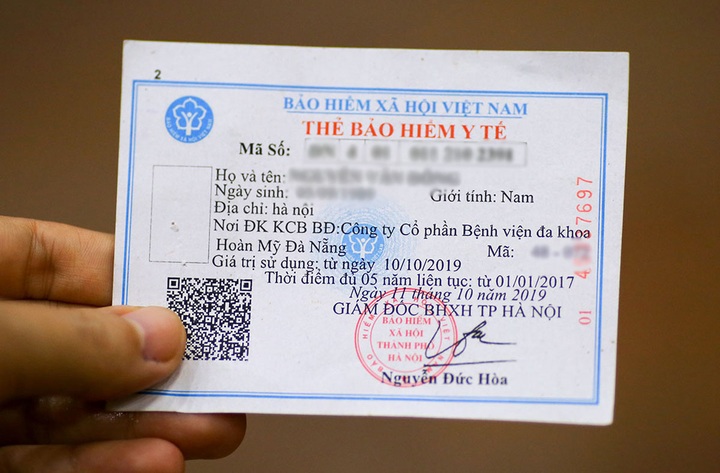 2
BẢO HIỂM XÃ HỘI VIỆT NAM
THẺ BẢO HIỂM Y TẾ
Mã Số:
Họ và tên:
Ngày sinh:
Giới tính: Nam
Địa chỉ: hà nội
Nơi ĐK KCB BĐ:Công ty Cổ phần Bệnh viện đa khoa
Hoàn Mỹ Đà Nẵng
Mã:
Giá trị sử dụng: từ ngày 10/10/2019
Thời điểm đủ 05 năm liên tục: từ 01/01/2017
Ngày 11 tháng 10 năm 2019
GIÁM ĐỐC BHXH TP HÀ NỘI
BẢO HIỂM
XÃ HỘI
THÀNH PHỐ
HÀ NỘI
Nguyễn Đức Hòa
01
7697